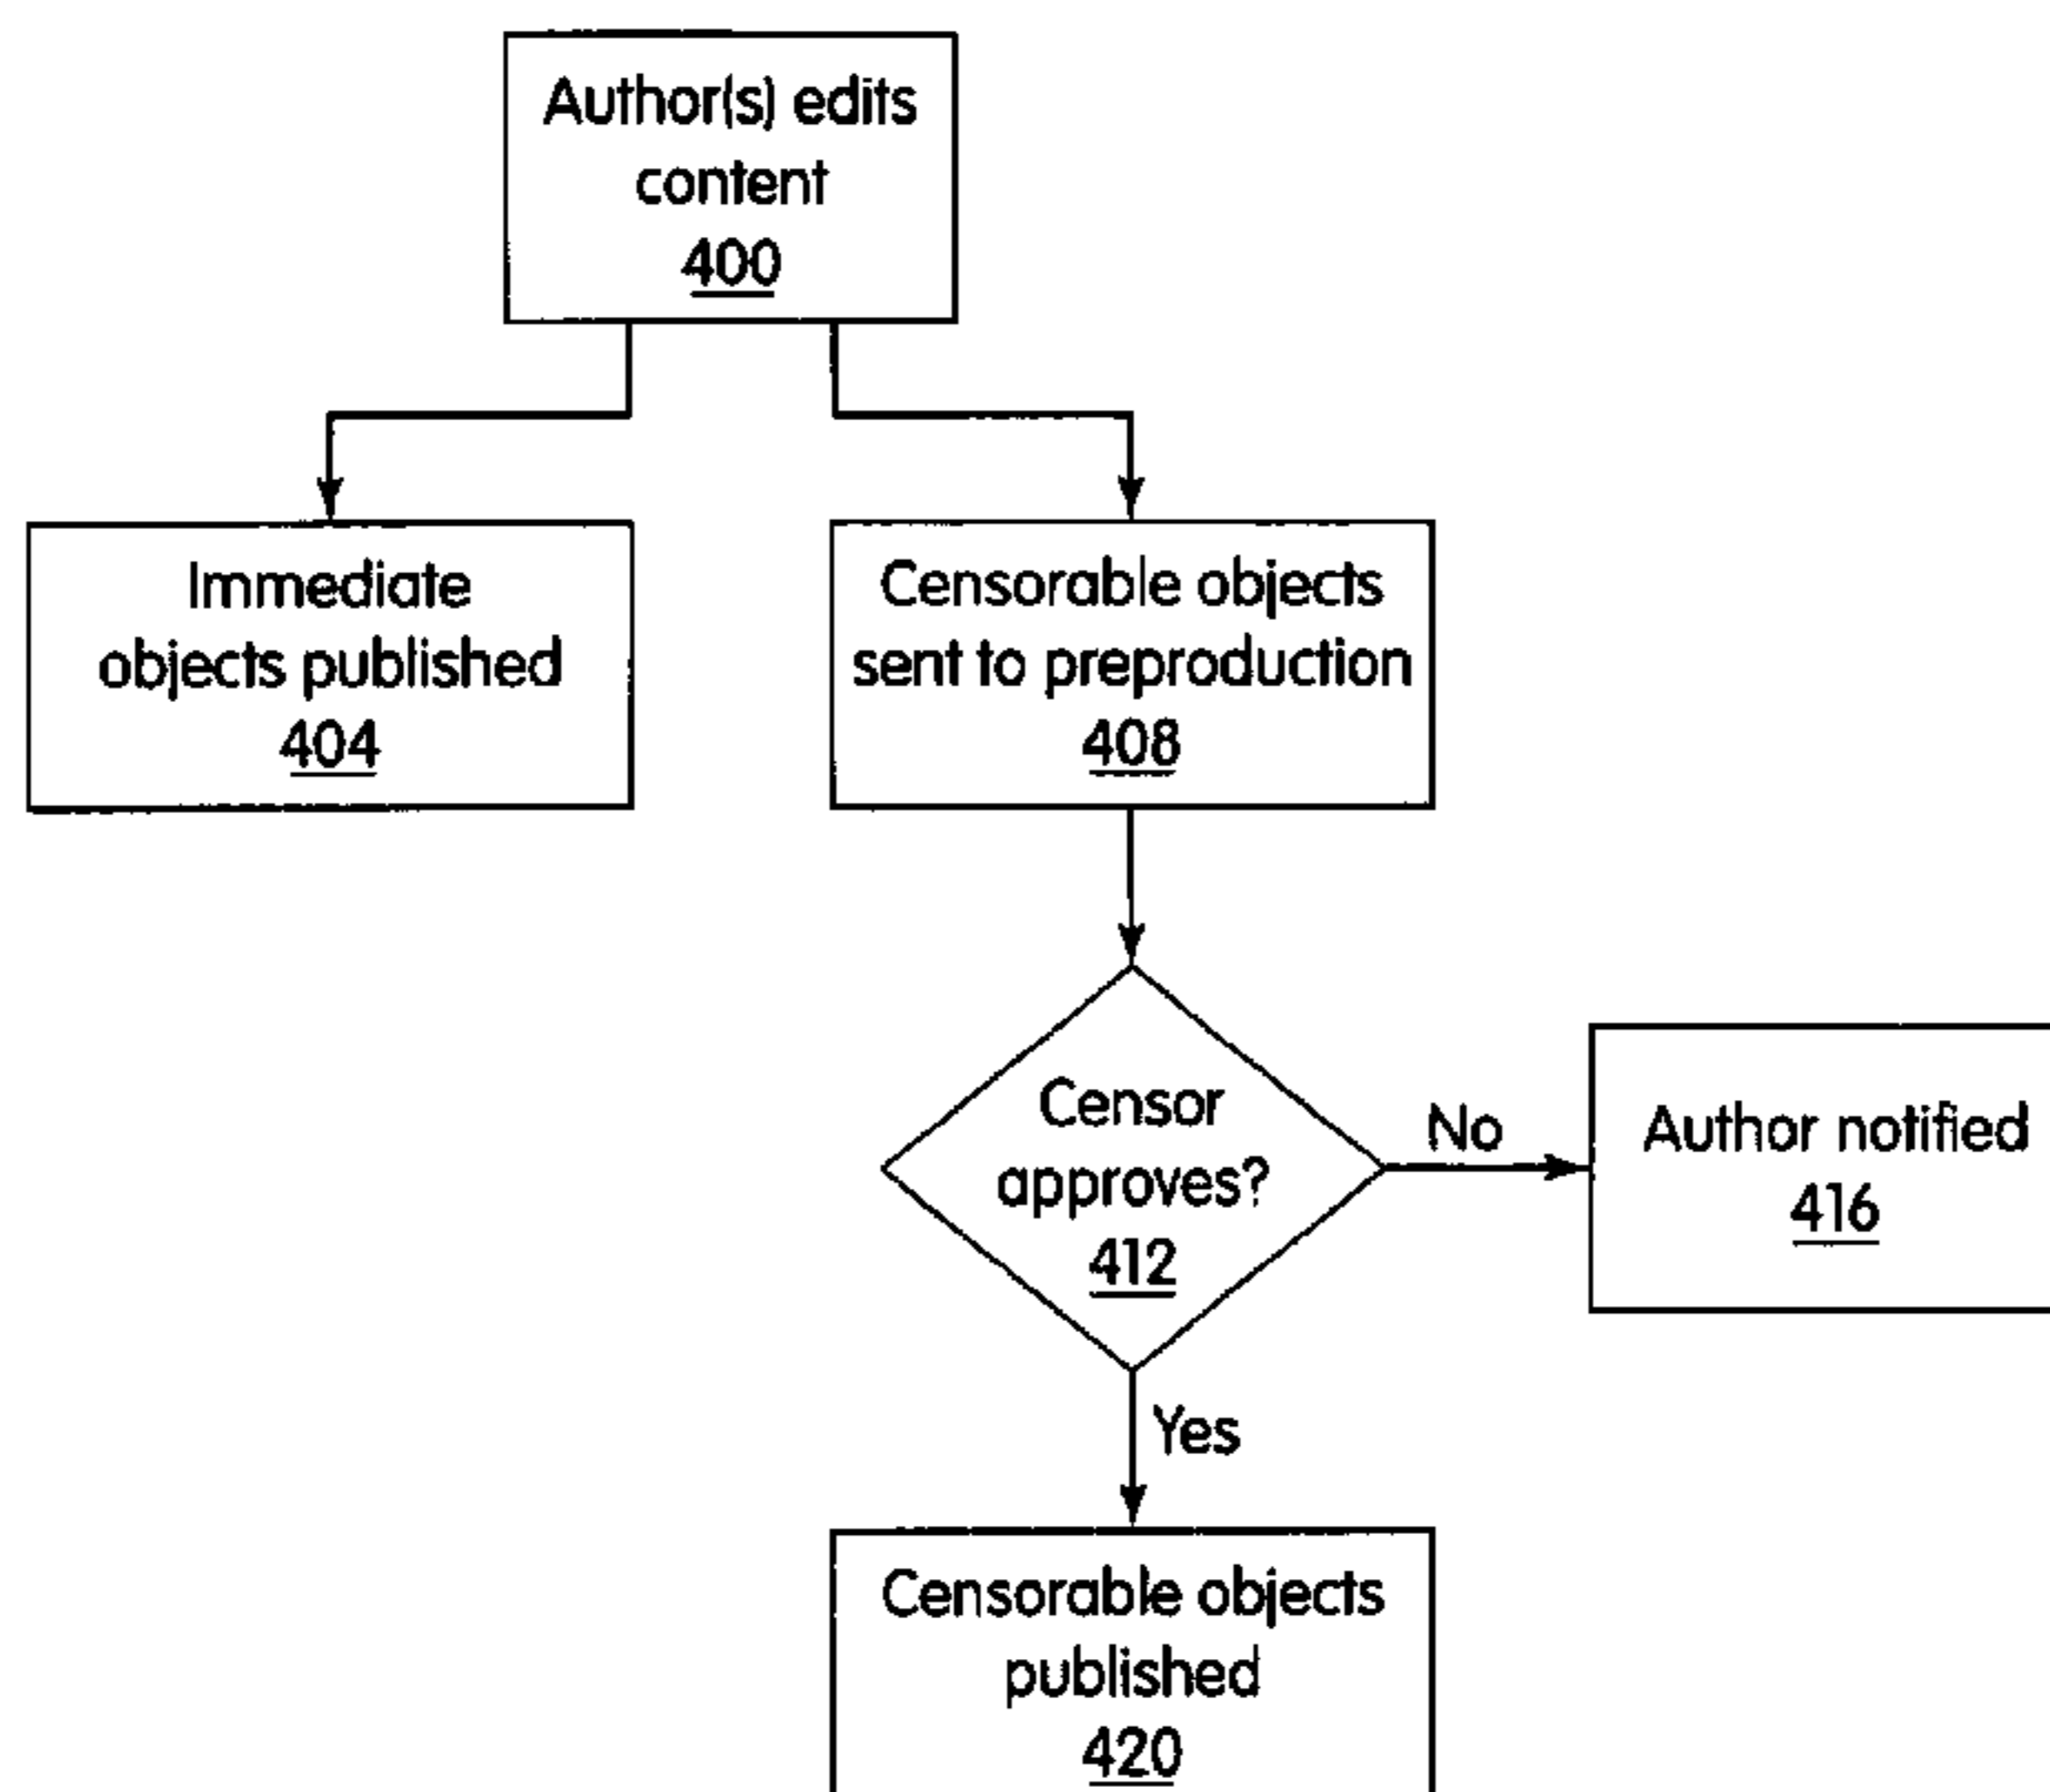 Author(s) edits
content
400
Immediate
objects published
404
Censorable objects
sent to preproduction
408
Censor
approves?
412
No
Author notified
416
Yes
Censorable objects
published
420